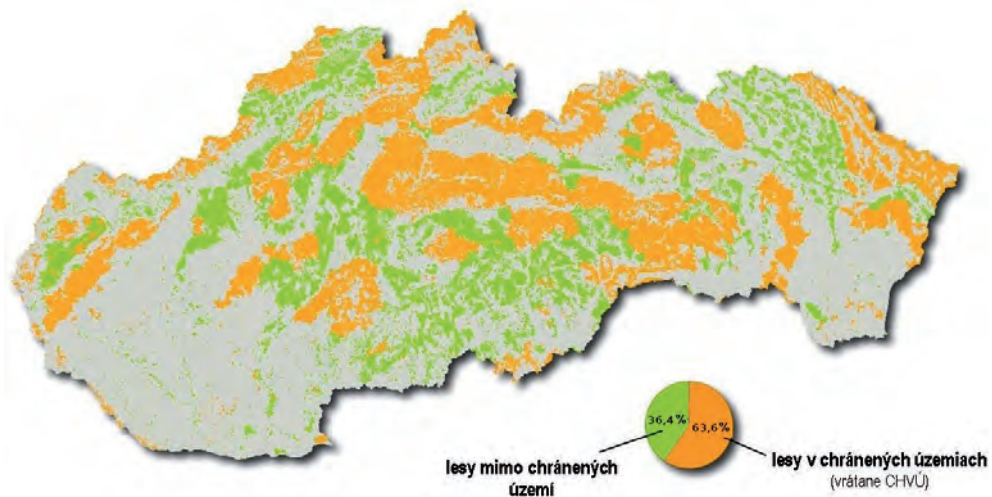 36,4%
63,6%
lesy mimo chránených
území
lesy v chránených územiach
(vrátane CHVÚ)